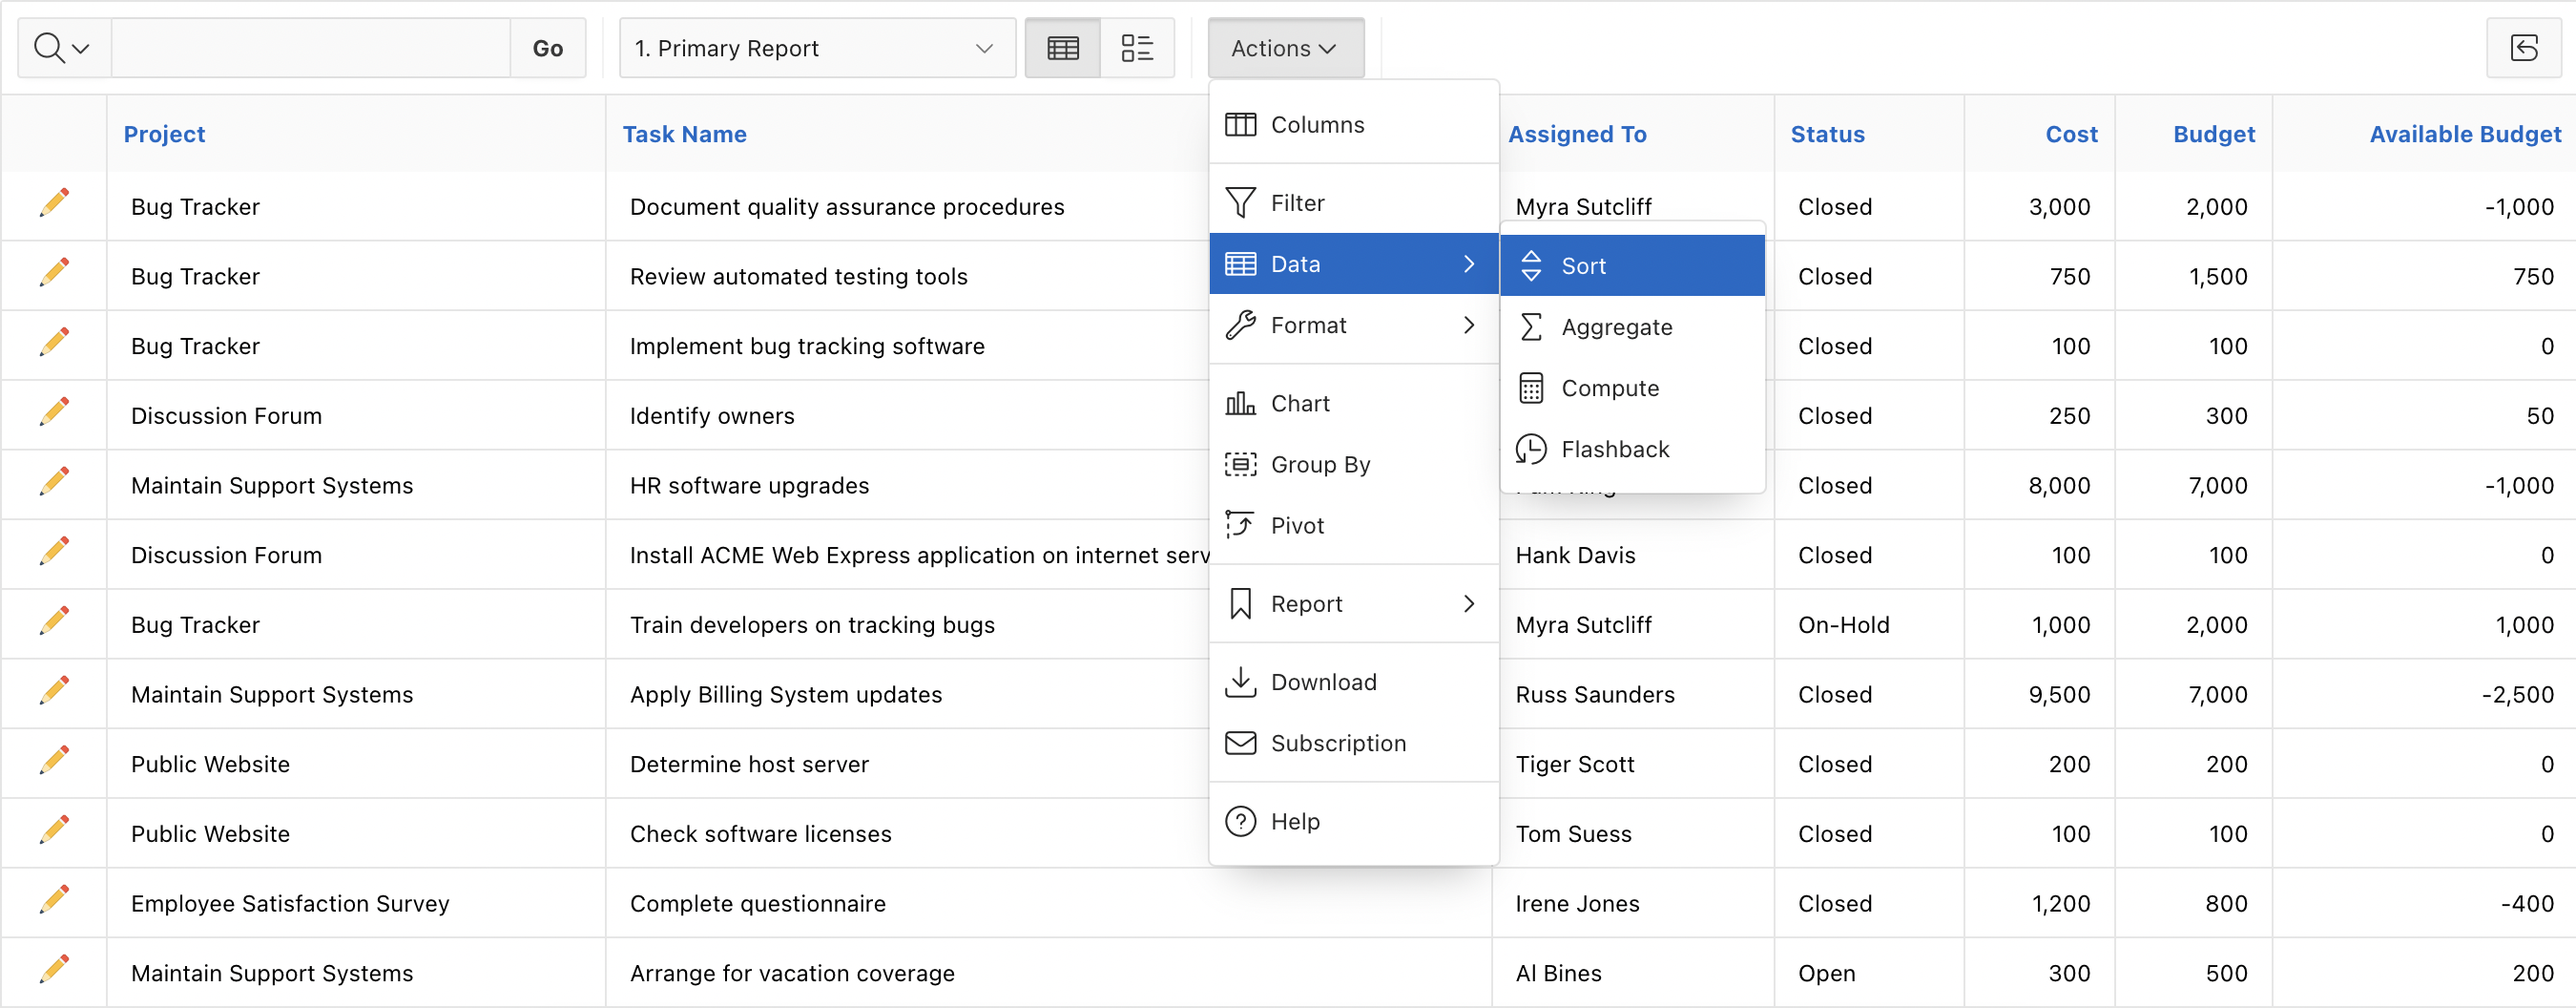 Go 1. Primary Report Actions
Project Task Name Assigned To Status Cost Budget Available Budget
Bug Tracker Document quality assurance procedures Myra Sutcliff Closed 3,000 2,000 -1,000
Bug Tracker Review automated testing tools Closed 750 1,500 750
Bug Tracker Implement bug tracking software Closed 100 100 0
Discussion Forum Identify owners Closed 250 300 50
Maintain Support Systems HR software upgrades Closed 8,000 7,000 -1,000
Discussion Forum Install ACME Web Express application on internet Hank Davis Closed 100 100 0
Bug Tracker Train developers on tracking bugs Myra Sutcliff On-Hold 1,000 2,000 1,000
Maintain Support Systems Apply Billing System updates Russ Saunders Closed 9,500 7,000 -2,500
Public Website Determine host server Tiger Scott Closed 200 200 0
Public Website Check software licenses Tom Suess Closed 100 100 0
Employee Satisfaction Survey Complete questionnaire Irene Jones Closed 1,200 800 -400
Maintain Support Systems Arrange for vacation coverage Al Bines Open 300 500 200
Columns
Filter
Data
Format
Chart
Group By
Pivot
Report
Download
Subscription
Help
Sort
Aggregate
Compute
Flashback